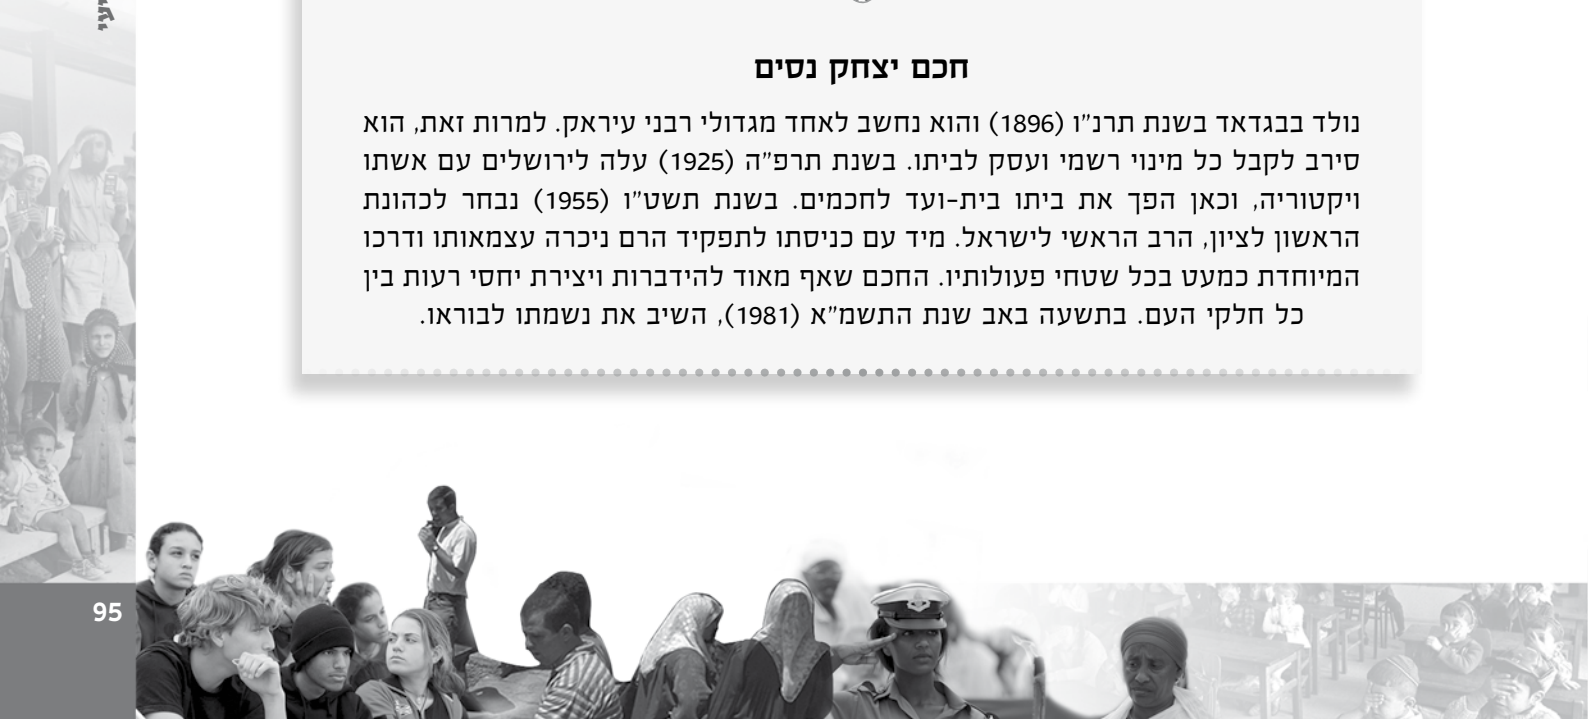 חכם יצחק נסים
נולד בבגדאד בשנת תרנ"ו (1896) והוא נחשב לאחד מגדולי רבני עיראק. למרות זאת, הוא
סירב לקבל כל מינוי רשמי ועסק לביתו. בשנת תרפ"ה (1925) עלה לירושלים עם אשתו
ויקטוריה, וכאן הפך את ביתו בית-ועד לחכמים. בשנת תשט"ו (1955) נבחר לכהונת
הראשון לציון, הרב הראשי לישראל. מיד עם כניסתו לתפקיד הרם ניכרה עצמאותו ודרכו
המיוחדת כמעט בכל שטחי פעולותיו. החכם שאף מאוד להידברות ויצירת יחסי רעות בין
כל חלקי העם. בתשעה באב שנת התשמ"א (1981), השיב את נשמתו לבוראו.
95